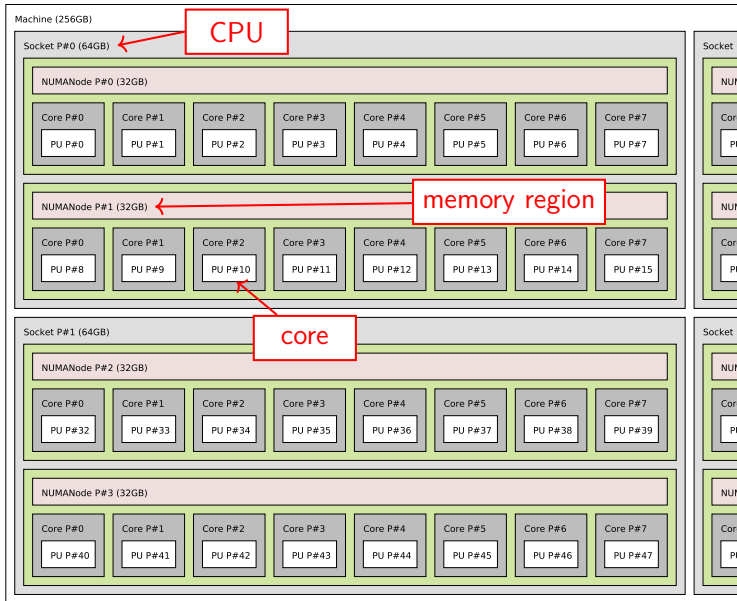 Machine (256GB)
CPU
Socket P#0 (64GB)
Socket
NUMANode P#0 (32GB)
Core P#0 Core P#1 Core P#2 Core P#3 Core P#4 Core P#5 Core P#6 Core P#7
PU P#0 PU P#1 PU P#2 PU P#3 PU P#4 PU P#5 PU P#6 PU P#7
memory region
NUMANode P#1 (32GB)
Core P#0 Core P#1 Core P#2 Core P#3 Core P#4 Core P#5 Core P#6 Core P#7
PU P#8 PU P#9 PU P#10 PU P#11 PU P#12 PU P#13 PU P#14 PU P#15
core
Socket P#1 (64GB)
Socket
NUMANode P#2 (32GB)
Core P#0 Core P#1 Core P#2 Core P#3 Core P#4 Core P#5 Core P#6 Core P#7
PU P#32 PU P#33 PU P#34 PU P#35 PU P#36 PU P#37 PU P#38 PU P#39
NUMANode P#3 (32GB)
Core P#0 Core P#1 Core P#2 Core P#3 Core P#4 Core P#5 Core P#6 Core P#7
PU P#40 PU P#41 PU P#42 PU P#43 PU P#44 PU P#45 PU P#46 PU P#47